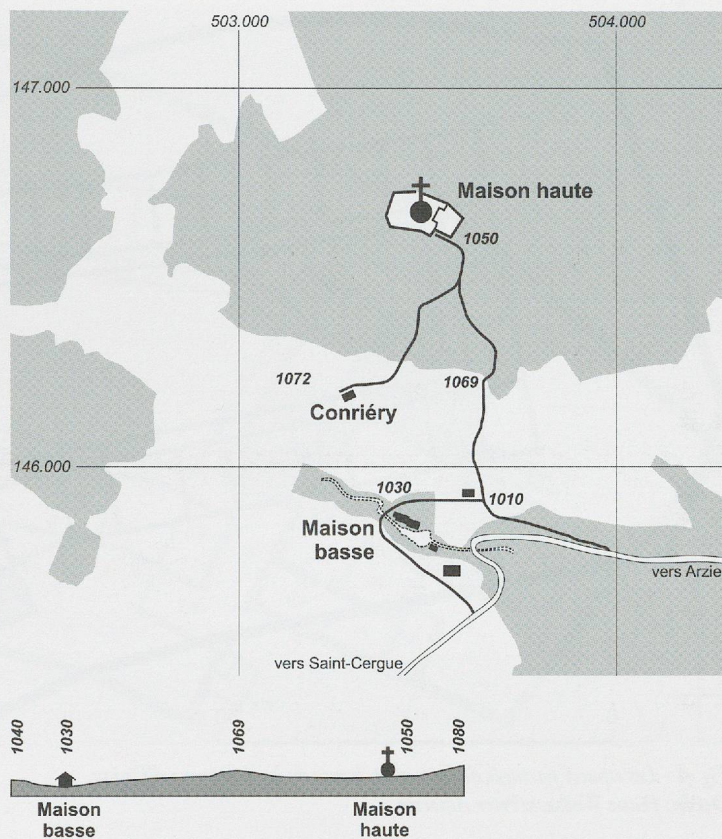 503.000
504.000
147.000
Maison haute
1050
1072
1069
Conriéry
146.000
1030
1010
Maison
basse
vers Arzie
vers Saint-Cergue
1040
1030
1069
1050
1080
Maison
basse
Maison
haute